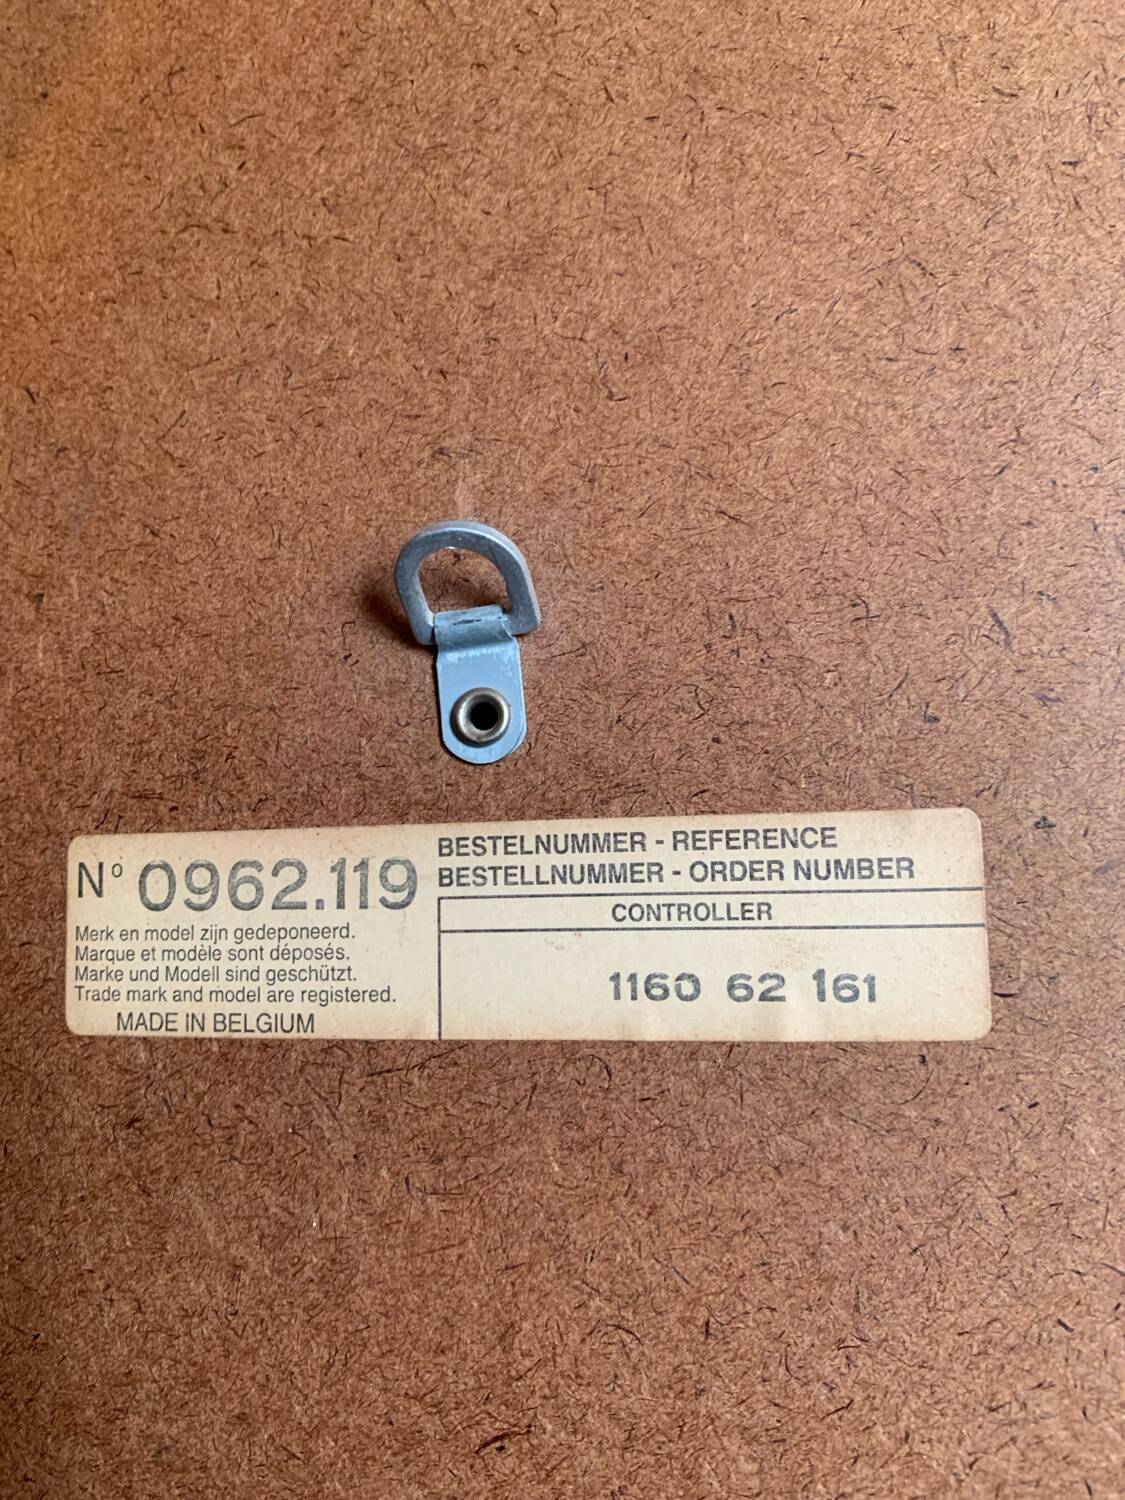 Nº 0962.119
Merk en model zijn gedeponeerd.
Marque et modèle sont déposés.
Marke und Modell sind geschützt.
Trade mark and model are registered.
MADE IN BELGIUM
BESTELNUMMER - REFERENCE
BESTELLNUMMER - ORDER NUMBER
CONTROLLER
1160 62 161